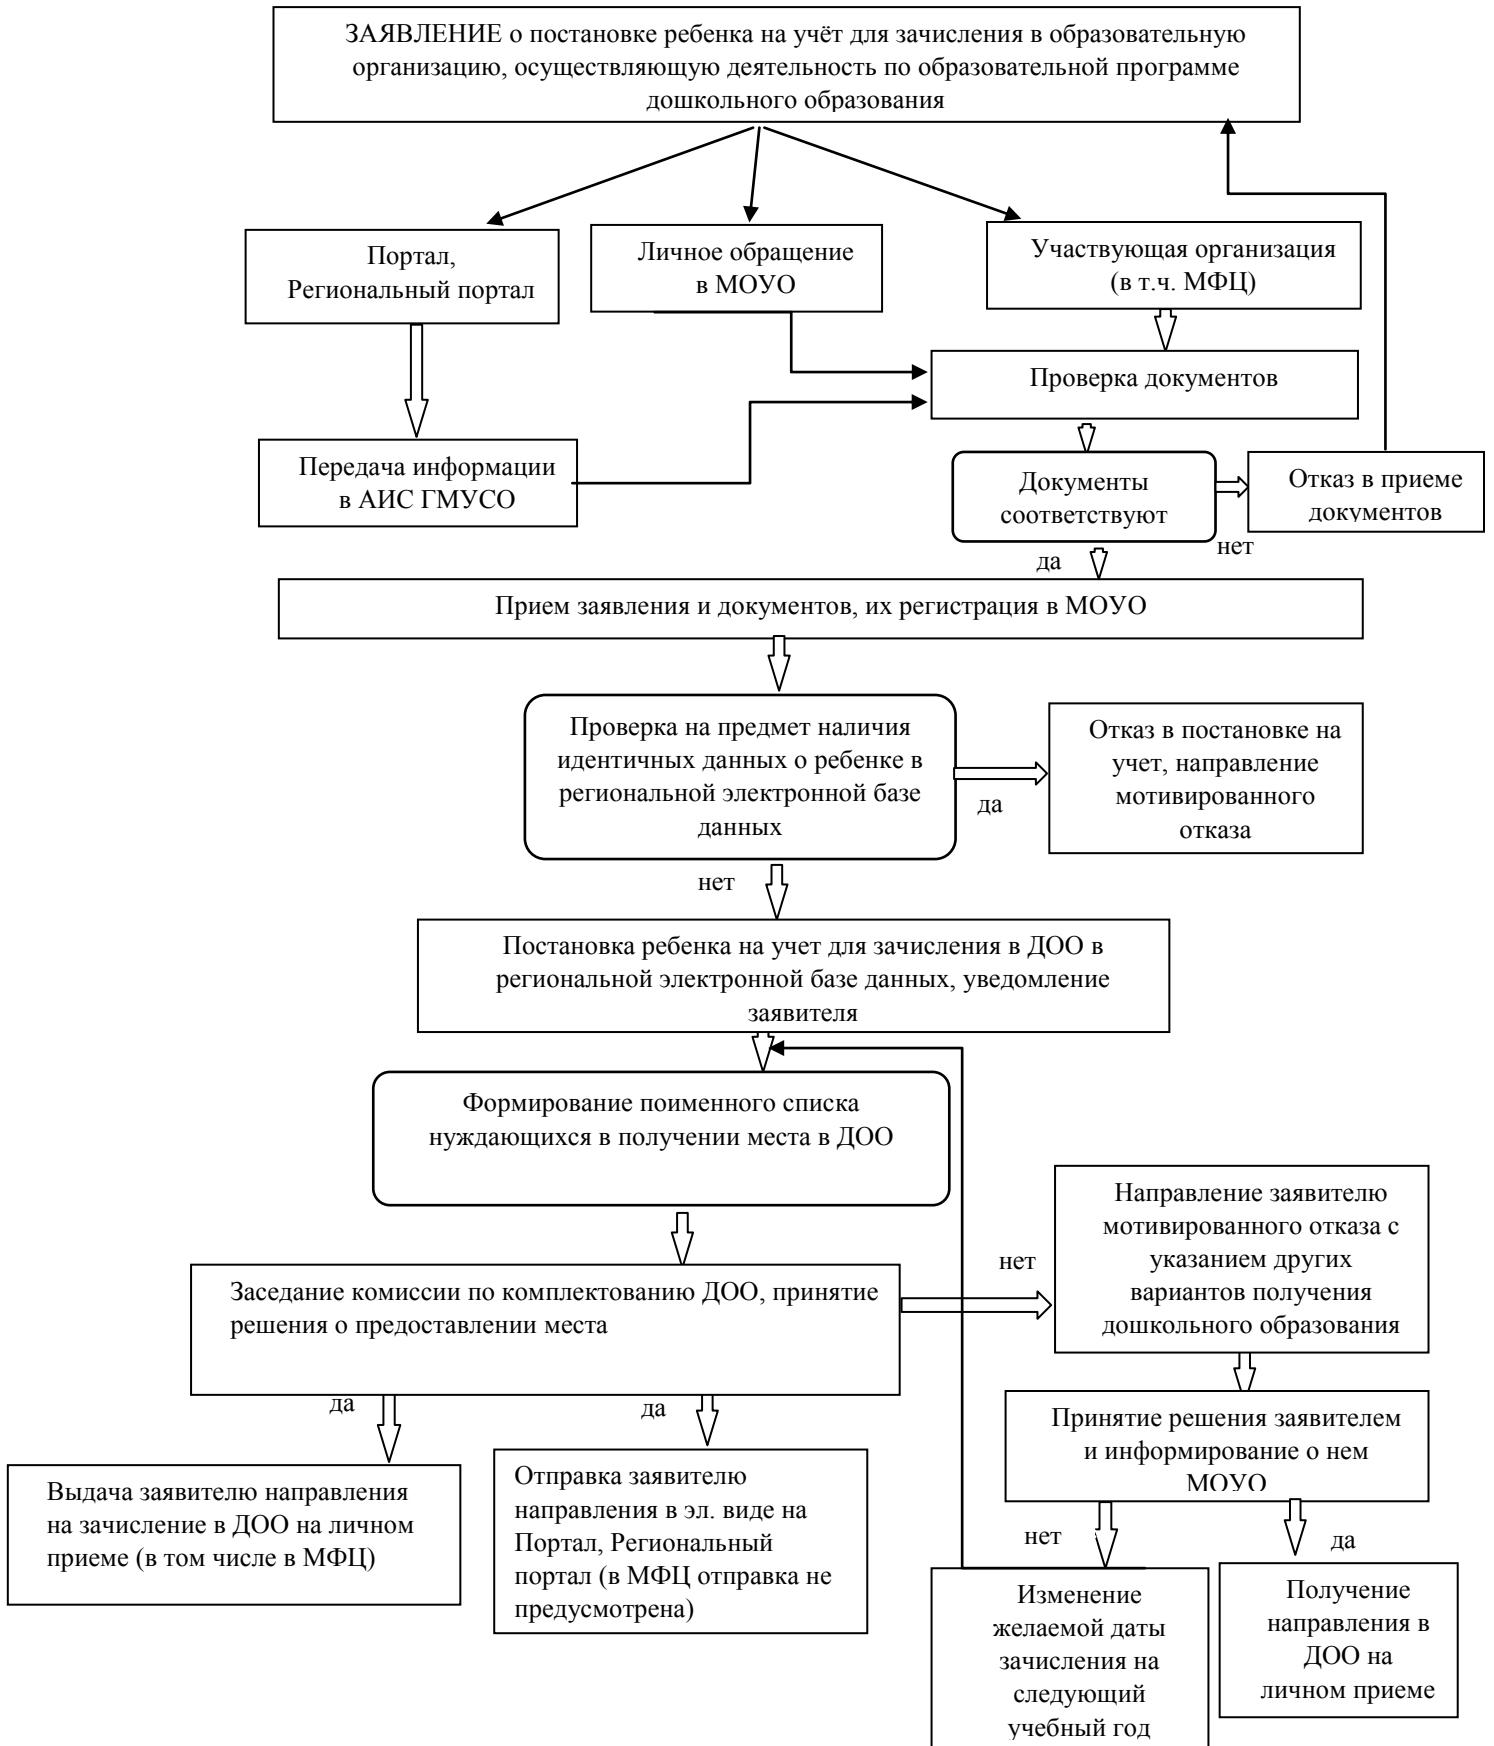 ЗАЯВЛЕНИЕ о постановке ребенка на учёт для зачисления в образовательную
организацию, осуществляющую деятельность по образовательной программе
дошкольного образования
Портал,
Региональный портал
Личное обращение
в МОУО
Участвующая организация
(в т.ч. МФЦ)
Проверка документов
Передача информации
в АИС ГМУСО
Документы
соответствуют
Отказ в приеме
документов
да
нет
Прием заявления и документов, их регистрация в МОУО
Проверка на предмет наличия
идентичных данных о ребенке в
региональной электронной базе
данных
да
Отказ в постановке на
учет, направление
мотивированного
отказа
нет
Постановка ребенка на учет для зачисления в ДОО в
региональной электронной базе данных, уведомление
заявителя
Формирование поименного списка
нуждающихся в получении места в ДОО
Заседание комиссии по комплектованию ДОО, принятие
решения о предоставлении места
нет
Направление заявителю
мотивированного отказа с
указанием других
вариантов получения
дошкольного образования
да
да
Принятие решения заявителем
и информирование о нем
МОУО
Выдача заявителю направления
на зачисление в ДОО на личном
приеме (в том числе в МФЦ)
Отправка заявителю
направления в эл. виде на
Портал, Региональный
портал (в МФЦ отправка не
предусмотрена)
нет
да
Изменение
желаемой даты
зачисления на
следующий
учебный год
Получение
направления в
ДОО на
личном приеме